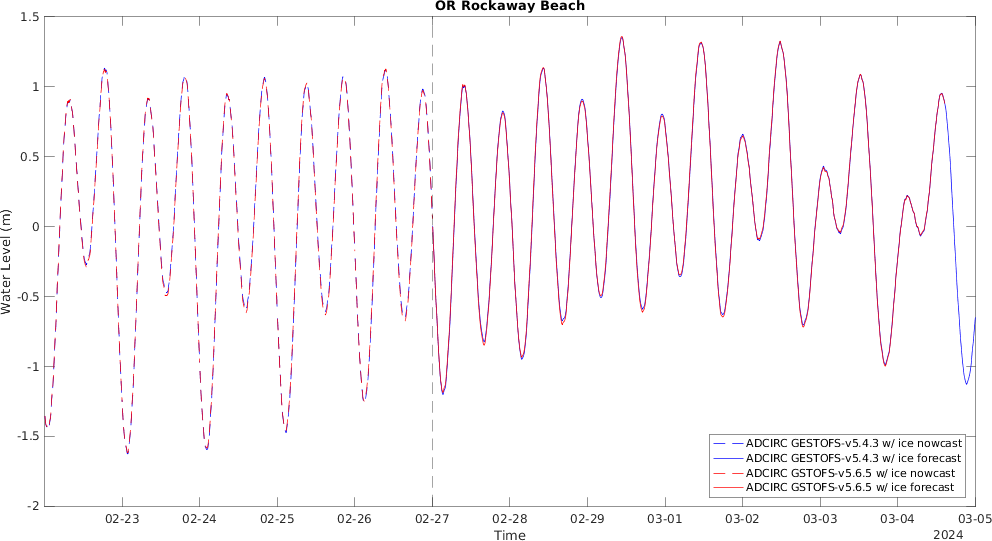 OR Rockaway Beach
1.5
1
0.5
0
-0.5
-1
-1.5
-2
Water Level (m)
02-23 02-24 02-25 02-26 02-27 02-28 02-29 03-01 03-02 03-03 03-04 03-05
Time
2024
ADCIRC GESTOFS-v5.4.3 w/ ice nowcast
ADCIRC GESTOFS-v5.4.3 w/ ice forecast
ADCIRC GSTOFS-v5.6.5 w/ ice nowcast
ADCIRC GSTOFS-v5.6.5 w/ ice forecast